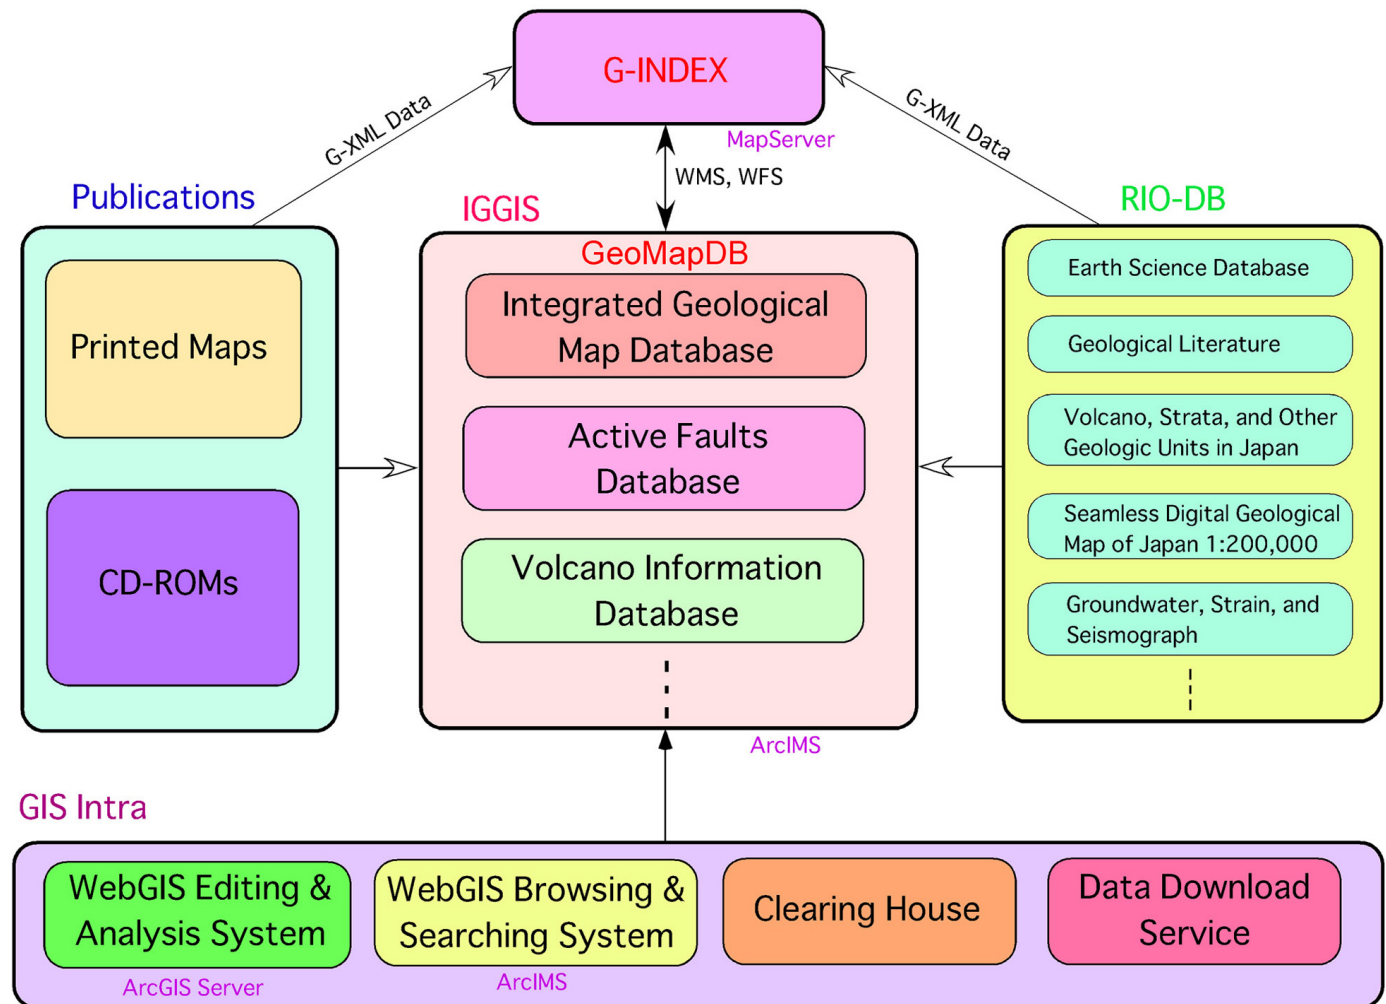 G-INDEX
MapServer
G-XML Data
G-XML Data
WMS, WFS
Publications
Printed Maps
CD-ROMs
IGGIS
GeoMapDB
Integrated Geological
Map Database
Active Faults
Database
Volcano Information
Database
ArcIMS
RIO-DB
Earth Science Database
Geological Literature
Volcano, Strata, and Other
Geologic Units in Japan
Seamless Digital Geological
Map of Japan 1:200,000
Groundwater, Strain, and
Seismograph
GIS Intra
WebGIS Editing &
Analysis System
ArcGIS Server
WebGIS Browsing &
Searching System
ArcIMS
Clearing House
Data Download
Service